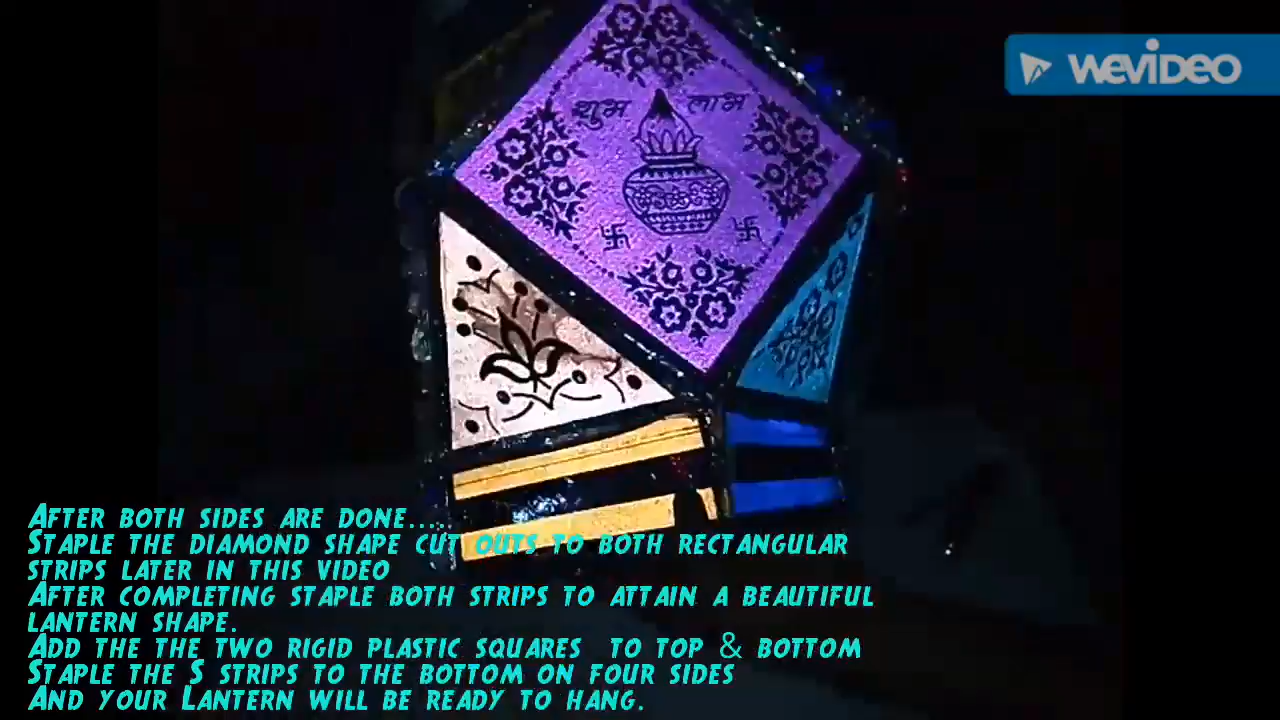 WEVIDEO
शुभ लाभ
AFTER BOTH SIDES ARE DONE.....
STAPLE THE DIAMOND SHAPE CUT OUTS TO BOTH RECTANGULAR
STRIPS LATER IN THIS VIDEO
AFTER COMPLETING STAPLE BOTH STRIPS TO ATTAIN A BEAUTIFUL
LANTERN SHAPE.
ADD THE THE TWO RIGID PLASTIC SQUARES TO TOP & BOTTOM
STAPLE THE S STRIPS TO THE BOTTOM ON FOUR SIDES
AND YOUR LANTERN WILL BE READY TO HANG.